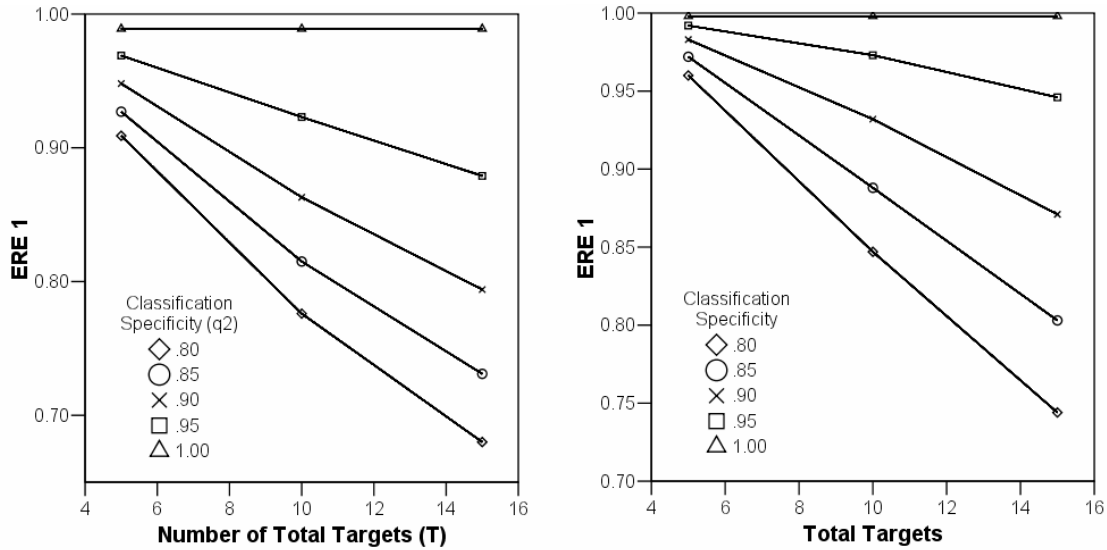 1.00
0.90
0.80
0.70
ERE 1
Classification
Specificity (q2)
.80
.85
.90
.95
1.00
4 6 8 10 12 14 16
Number of Total Targets (T)
1.00
0.95
0.90
0.85
0.80
0.75
0.70
ERE 1
Classification
Specificity
.80
.85
.90
.95
1.00
4 6 8 10 12 14 16
Total Targets